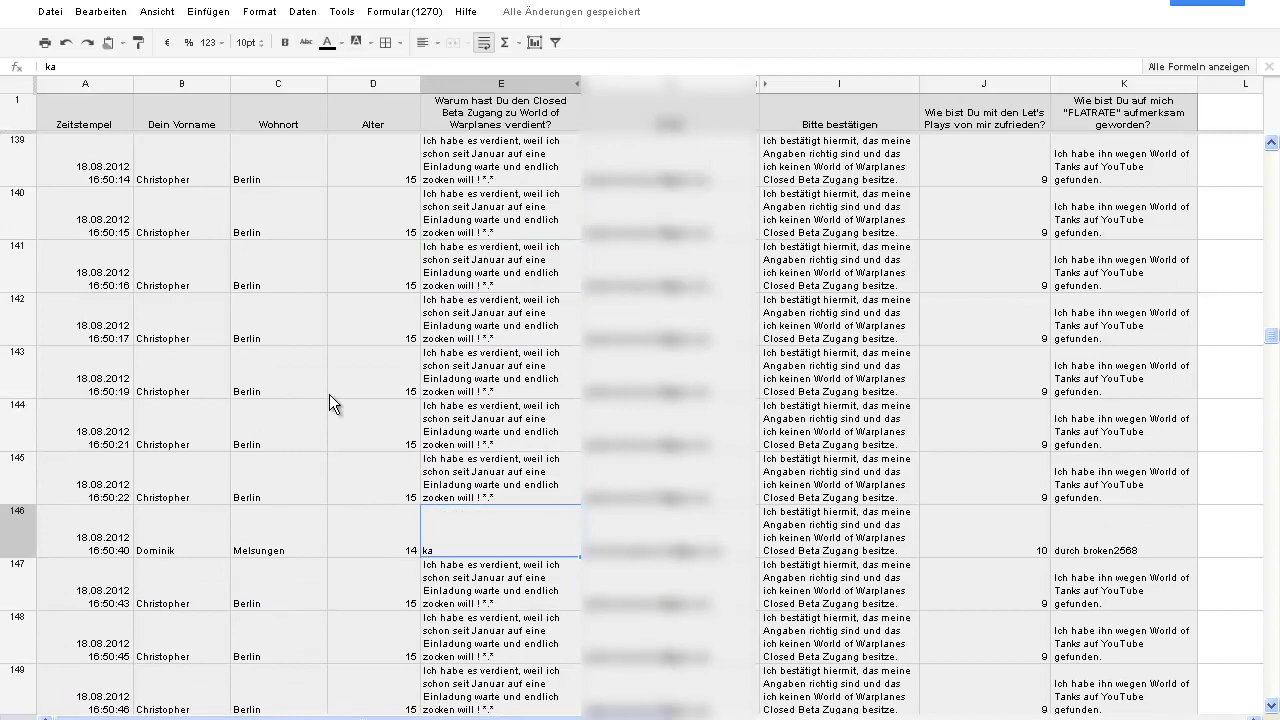 Datei Bearbeiten Ansicht Einfügen Format Daten Tools Formular (1270) Hilfe Alle Änderungen gespeichert
€ % 123 10pt B Abc A A Σ
fx ka Alle Formeln anzeigen
A B C D E I J K L
1 Zeitstempel Dein Vorname Wohnort Alter
Warum hast Du den Closed
Beta Zugang zu World of
Warplanes verdient?
Bitte bestätigen
Wie bist Du mit den Let's
Plays von mir zufrieden?
Wie bist Du auf mich
"FLATRATE" aufmerksam
geworden?
139
18.08.2012
16:50:14 Christopher Berlin 15
Ich habe es verdient, weil ich
schon seit Januar auf eine
Einladung warte und endlich
zocken will ! *.*
Ich bestätigt hiermit, das meine
Angaben richtig sind und das
ich keinen World of Warplanes
Closed Beta Zugang besitze.
9
Ich habe ihn wegen World of
Tanks auf YouTube
gefunden.
140
18.08.2012
16:50:15 Christopher Berlin 15
Ich habe es verdient, weil ich
schon seit Januar auf eine
Einladung warte und endlich
zocken will ! *.*
Ich bestätigt hiermit, das meine
Angaben richtig sind und das
ich keinen World of Warplanes
Closed Beta Zugang besitze.
9
Ich habe ihn wegen World of
Tanks auf YouTube
gefunden.
141
18.08.2012
16:50:16 Christopher Berlin 15
Ich habe es verdient, weil ich
schon seit Januar auf eine
Einladung warte und endlich
zocken will ! *.*
Ich bestätigt hiermit, das meine
Angaben richtig sind und das
ich keinen World of Warplanes
Closed Beta Zugang besitze.
9
Ich habe ihn wegen World of
Tanks auf YouTube
gefunden.
142
18.08.2012
16:50:17 Christopher Berlin 15
Ich habe es verdient, weil ich
schon seit Januar auf eine
Einladung warte und endlich
zocken will ! *.*
Ich bestätigt hiermit, das meine
Angaben richtig sind und das
ich keinen World of Warplanes
Closed Beta Zugang besitze.
9
Ich habe ihn wegen World of
Tanks auf YouTube
gefunden.
143
18.08.2012
16:50:19 Christopher Berlin 15
Ich habe es verdient, weil ich
schon seit Januar auf eine
Einladung warte und endlich
zocken will ! *.*
Ich bestätigt hiermit, das meine
Angaben richtig sind und das
ich keinen World of Warplanes
Closed Beta Zugang besitze.
9
Ich habe ihn wegen World of
Tanks auf YouTube
gefunden.
144
18.08.2012
16:50:21 Christopher Berlin 15
Ich habe es verdient, weil ich
schon seit Januar auf eine
Einladung warte und endlich
zocken will ! *.*
Ich bestätigt hiermit, das meine
Angaben richtig sind und das
ich keinen World of Warplanes
Closed Beta Zugang besitze.
9
Ich habe ihn wegen World of
Tanks auf YouTube
gefunden.
145
18.08.2012
16:50:22 Christopher Berlin 15
Ich habe es verdient, weil ich
schon seit Januar auf eine
Einladung warte und endlich
zocken will ! *.*
Ich bestätigt hiermit, das meine
Angaben richtig sind und das
ich keinen World of Warplanes
Closed Beta Zugang besitze.
9
Ich habe ihn wegen World of
Tanks auf YouTube
gefunden.
146
18.08.2012
16:50:40 Dominik Melsungen 14
ka
Ich bestätigt hiermit, das meine
Angaben richtig sind und das
ich keinen World of Warplanes
Closed Beta Zugang besitze.
10
durch broken2888
147
18.08.2012
16:50:43 Christopher Berlin 15
Ich habe es verdient, weil ich
schon seit Januar auf eine
Einladung warte und endlich
zocken will ! *.*
Ich bestätigt hiermit, das meine
Angaben richtig sind und das
ich keinen World of Warplanes
Closed Beta Zugang besitze.
9
Ich habe ihn wegen World of
Tanks auf YouTube
gefunden.
148
18.08.2012
16:50:45 Christopher Berlin 15
Ich habe es verdient, weil ich
schon seit Januar auf eine
Einladung warte und endlich
zocken will ! *.*
Ich bestätigt hiermit, das meine
Angaben richtig sind und das
ich keinen World of Warplanes
Closed Beta Zugang besitze.
9
Ich habe ihn wegen World of
Tanks auf YouTube
gefunden.
149
18.08.2012
16:50:46 Christopher Berlin 15
Ich habe es verdient, weil ich
schon seit Januar auf eine
Einladung warte und endlich
zocken will ! *.*
Ich bestätigt hiermit, das meine
Angaben richtig sind und das
ich keinen World of Warplanes
Closed Beta Zugang besitze.
9
Ich habe ihn wegen World of
Tanks auf YouTube
gefunden.